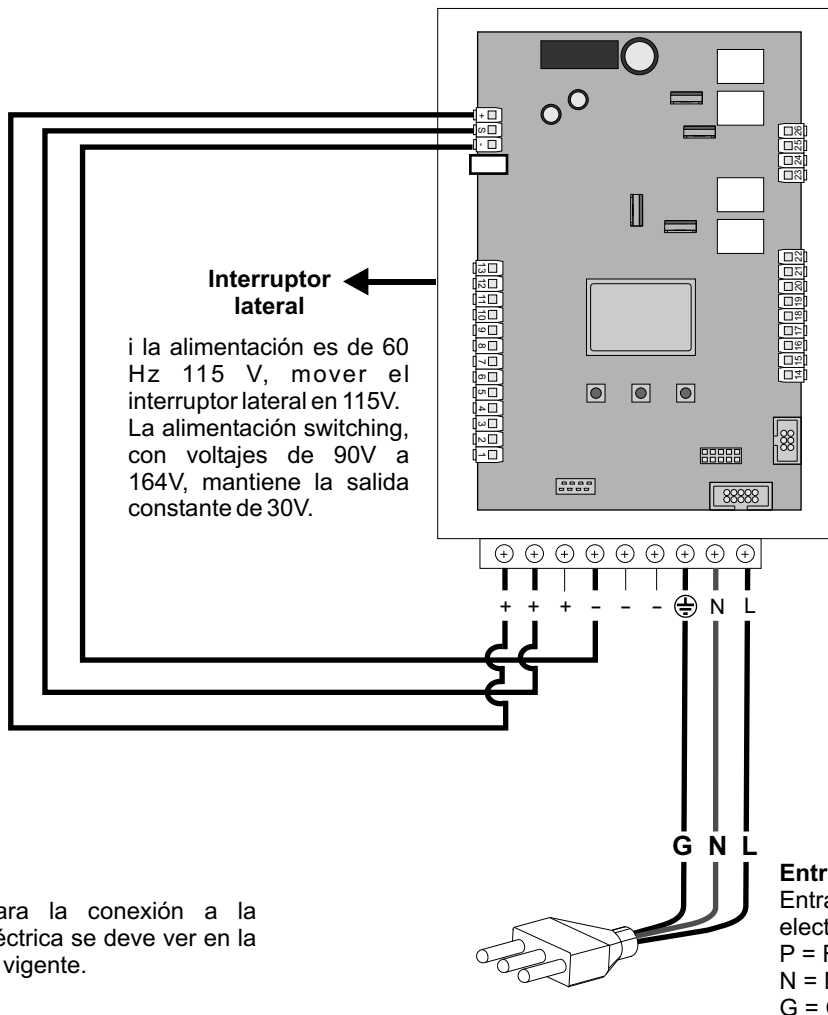 +
S
-
26
25
24
23
13
12
11
10
9
8
7
6
5
4
3
2
1
22
21
20
19
18
17
16
15
14
Interruptor
lateral
i la alimentación es de 60
Hz 115 V, mover el
interruptor lateral en 115V.
La alimentación switching,
con voltajes de 90V a
164V, mantiene la salida
constante de 30V.
+ + + - - - N L
G N L
ara la conexión a la
éctrica se deve ver en la
vigente.
Entr
Entra
elect
P =
N =
G =